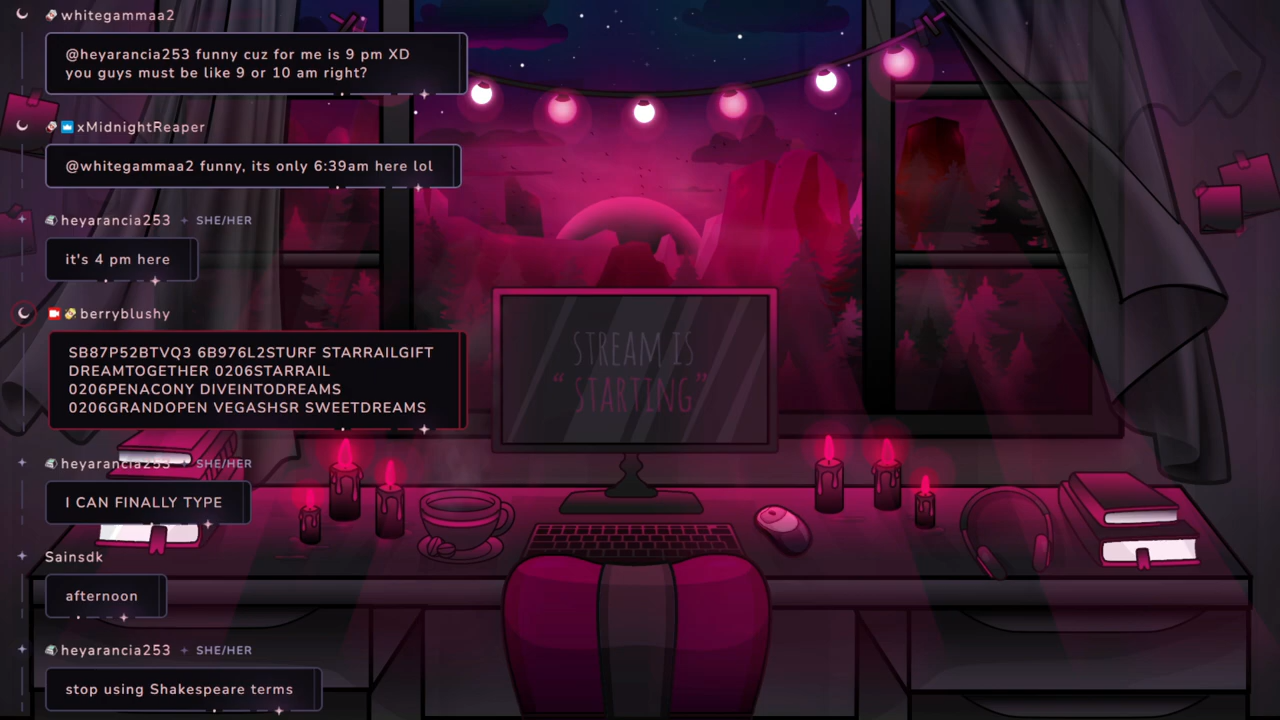 whitegammaa2
@heyarancia253 funny cuz for me is 9 pm XD
you guys must be like 9 or 10 am right?
xMidnightReaper
@whitegammaa2 funny, its only 6:39am here lol
heyarancia253 SHE/HER
it's 4 pm here
berryblushy
SB87P52BTVQ3 6B976L2STURF STARRAILGIFT
DREAMTOGETHER 0206STARRAIL
0206PENACONY DIVEINTODREAMS
0206GRANDOPEN VEGASHSR SWEETDREAMS
heyarancia253 SHE/HER
I CAN FINALLY TYPE
Sainsdk
afternoon
heyarancia253 SHE/HER
stop using Shakespeare terms
STREAM IS
“STARTING”